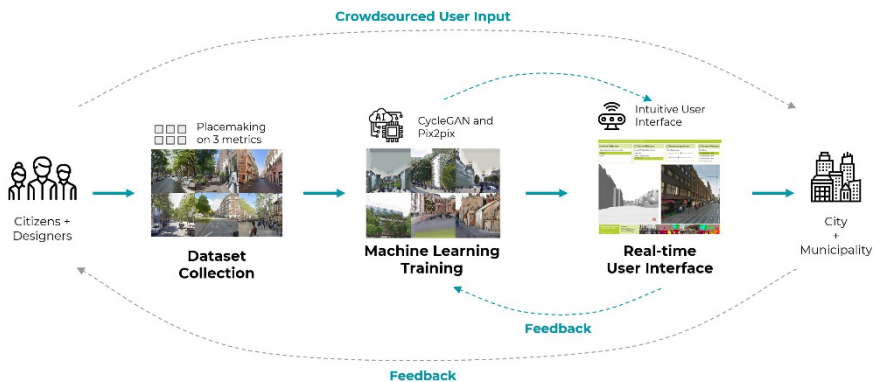 Crowdsourced User Input
Placemaking
on 3 metrics
AI
CycleGAN and
Pix2pix
Intuitive User
Interface
Citizens +
Designers
Dataset
Collection
Machine Learning
Training
Real-time
User Interface
City
+
Municipality
Feedback
Feedback